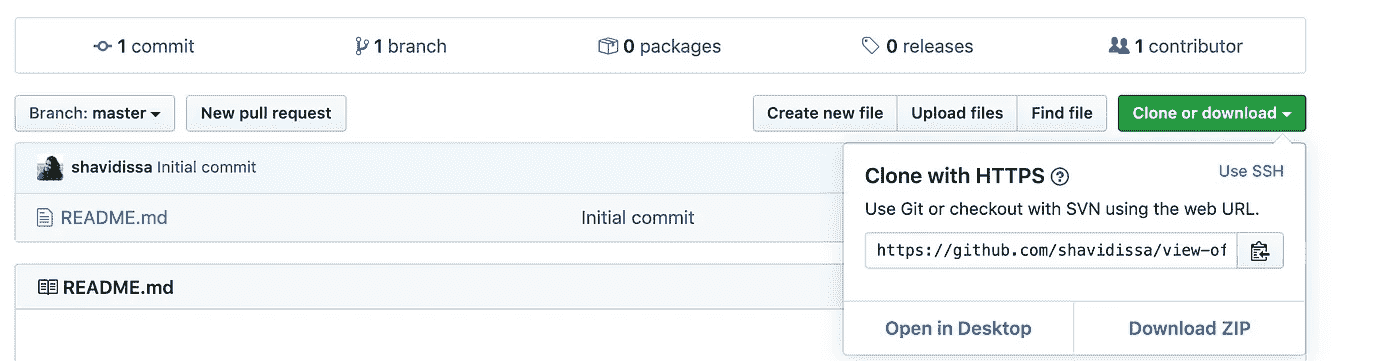 1 commit 1 branch 0 packages 0 releases 1 contributor
Branch: master New pull request Create new file Upload files Find file Clone or download
shavidissa Initial commit
README.md Initial commit
README.md
Clone with HTTPS Use SSH
Use Git or checkout with SVN using the web URL.
https://github.com/shavidissa/view-of
Open in Desktop Download ZIP